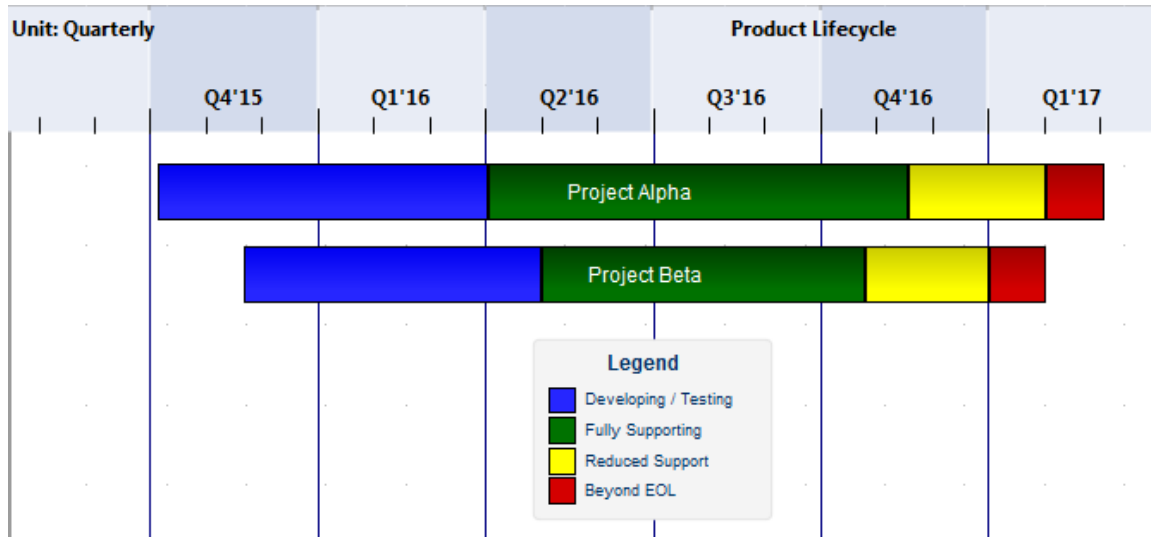 Unit: Quarterly
Product Lifecycle
Q4'15
Q1'16
Q2'16
Q3'16
Q4'16
Q1'17
Project Alpha
Project Beta
Legend
Developing / Testing
Fully Supporting
Reduced Support
Beyond EOL